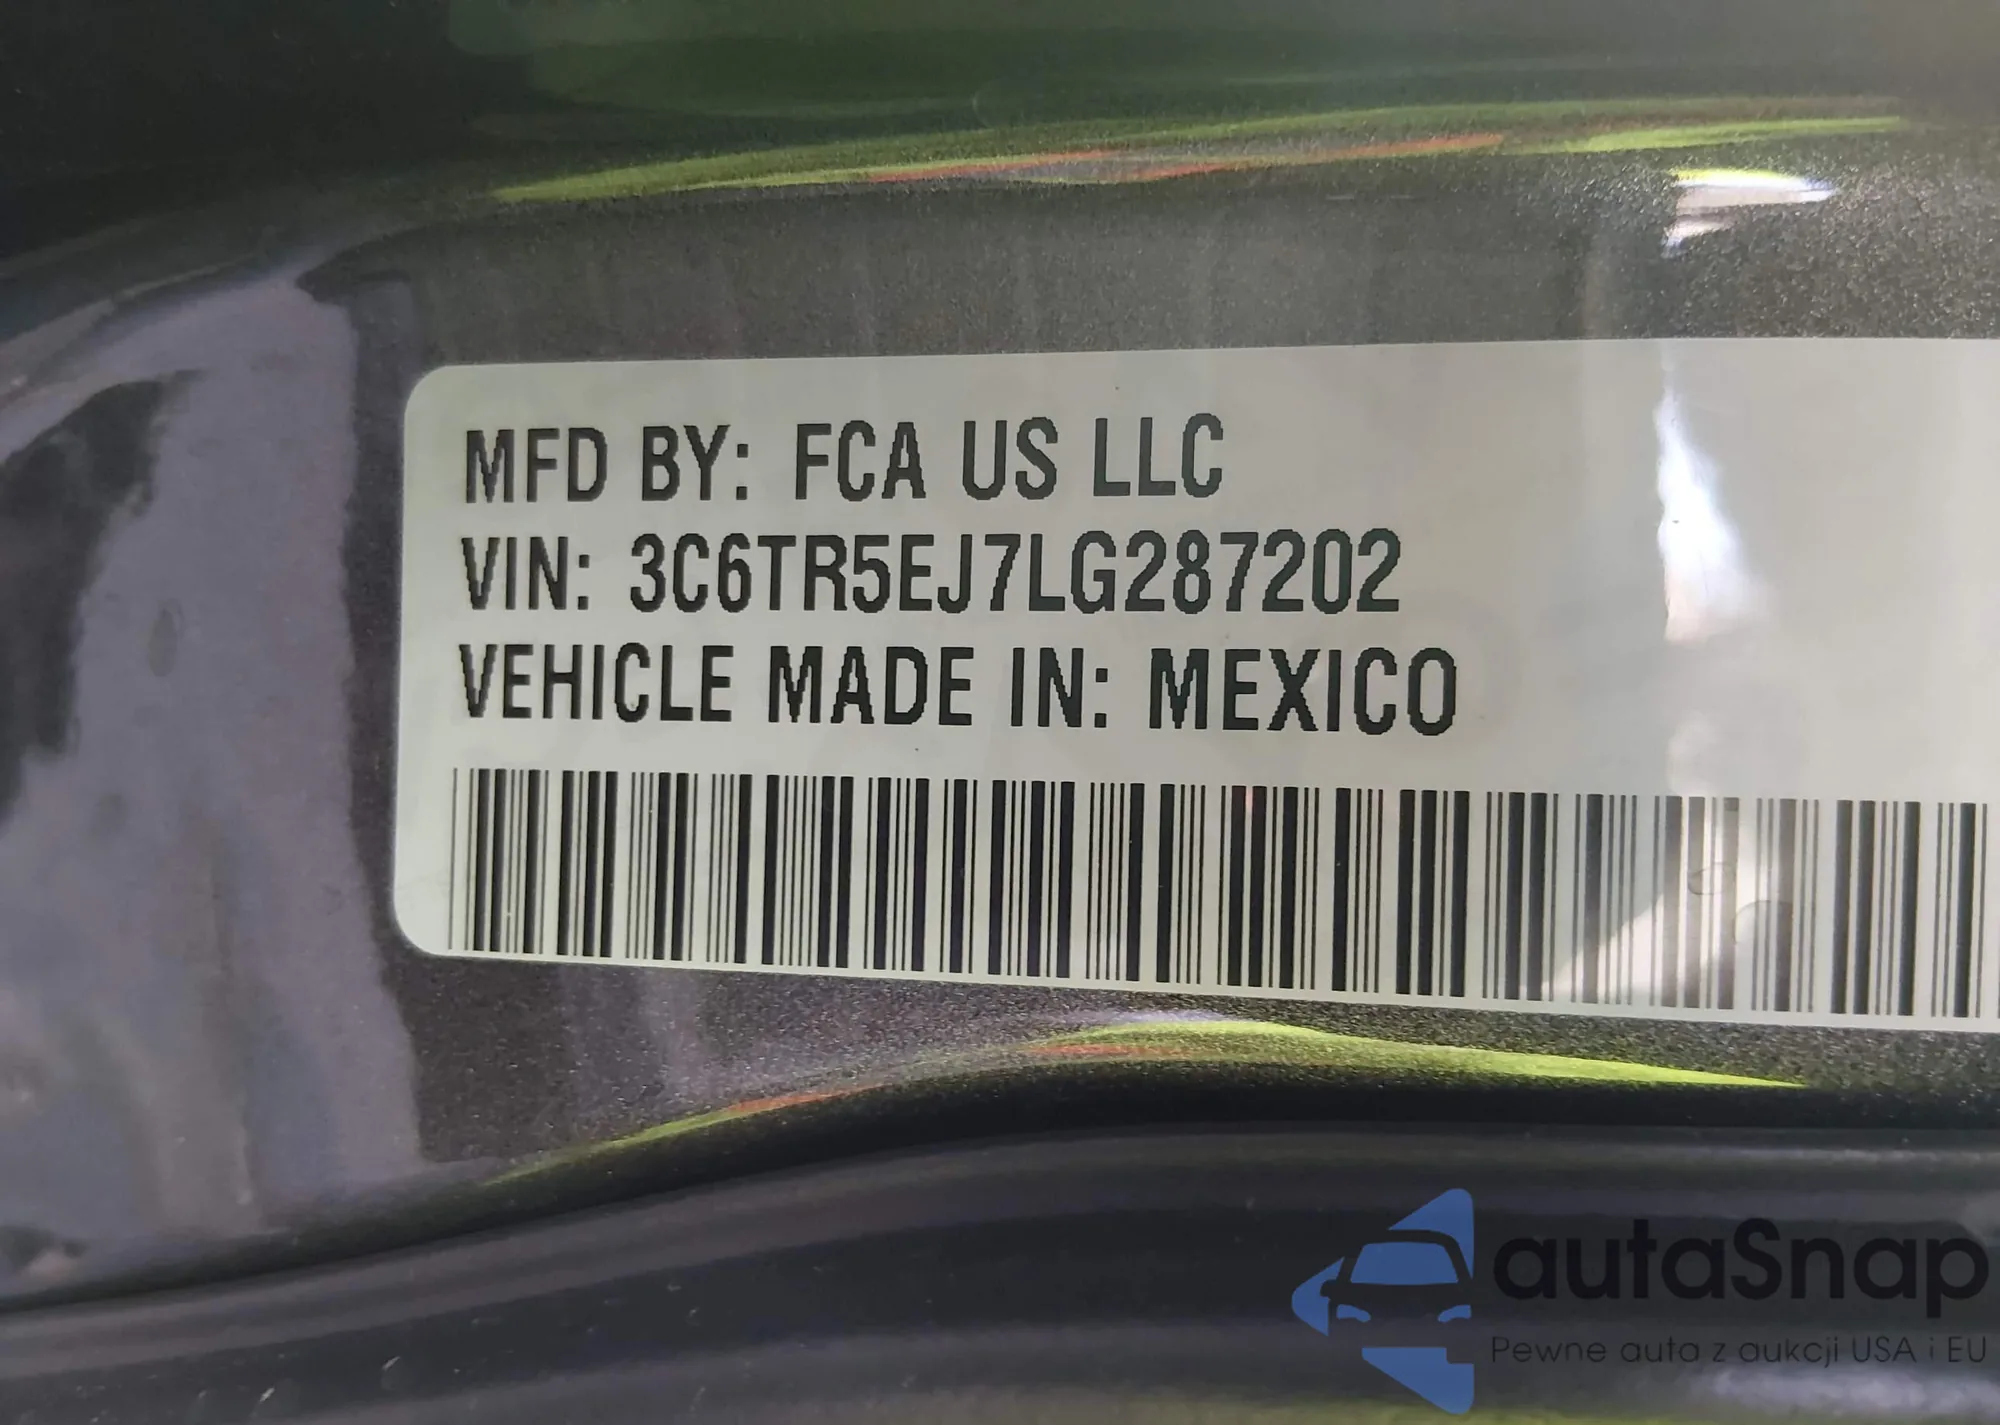 MFD BY: FCA US LLC
VIN: 3C6TR5EJ7LG287202
VEHICLE MADE IN: MEXICO
autaSnap
Pewne auta z aukcji USA i EU